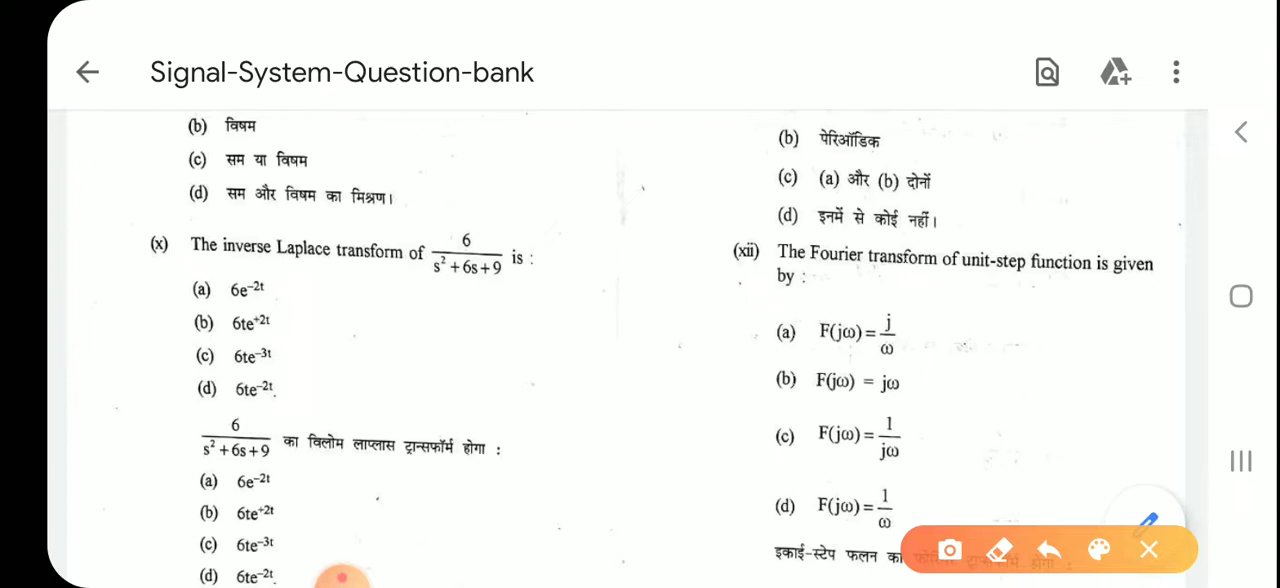 Signal-System-Question-bank
(b) विषम
(c) सम या विषम
(d) सम और विषम का मिश्रण।
(x) The inverse Laplace transform of 6/(s²+6s+9) is :
(a) 6e⁻²ᵗ
(b) 6te⁺²ᵗ
(c) 6te⁻³ᵗ
(d) 6te⁻²ᵗ.
6/(s²+6s+9) का विलोम लाप्लास ट्रान्सफॉर्म होगा :
(a) 6e⁻²ᵗ
(b) 6te⁺²ᵗ
(c) 6te⁻³ᵗ
(d) 6te⁻²ᵗ.
(b) पेरिऑडिक
(c) (a) और (b) दोनों
(d) इनमें से कोई नहीं।
(xii) The Fourier transform of unit-step function is given
by :
(a) F(jω)=j/ω
(b) F(jω) = jω
(c) F(jω)=1/jω
(d) F(jω)=1/ω
इकाई-स्टेप फलन का